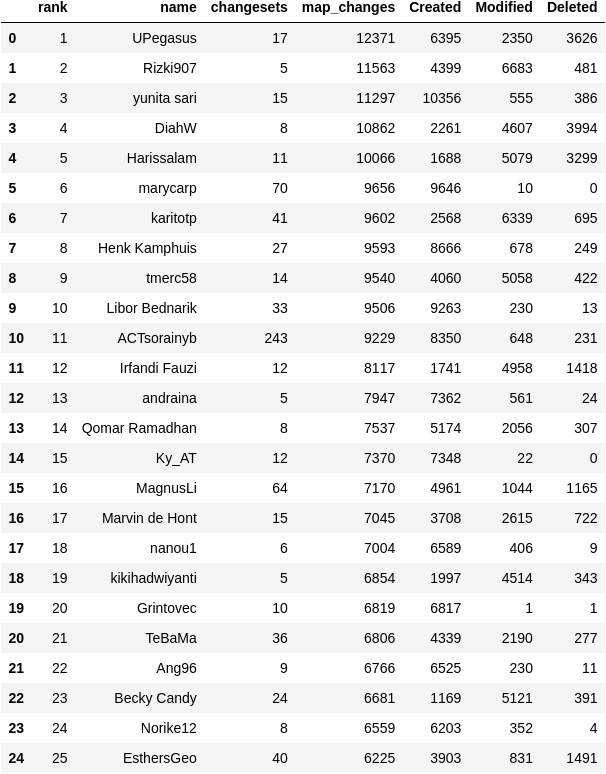 rank name changesets map_changes Created Modified Deleted
0 1 UPegasus 17 12371 6395 2350 3626
1 2 Rizki907 5 11563 4399 6683 481
2 3 yunita sari 15 11297 10356 555 386
3 4 DiahW 8 10862 2261 4607 3994
4 5 Harissalam 11 10066 1688 5079 3299
5 6 marycarp 70 9656 9646 10 0
6 7 karitotp 41 9602 2568 6339 695
7 8 Henk Kamphuis 27 9593 8666 678 249
8 9 tmerc58 14 9540 4060 5058 422
9 10 Libor Bednarik 33 9506 9263 230 13
10 11 ACTsorainyb 243 9229 8350 648 231
11 12 Irfandi Fauzi 12 8117 1741 4958 1418
12 13 andraina 5 7947 7362 561 24
13 14 Qomar Ramadhan 8 7537 5174 2056 307
14 15 Ky_AT 12 7370 7348 22 0
15 16 MagnusLi 64 7170 4961 1044 1165
16 17 Marvin de Hont 15 7045 3708 2615 722
17 18 nanou1 6 7004 6589 406 9
18 19 kikihadwiyanti 5 6854 1997 4514 343
19 20 Grintovec 10 6819 6817 1 1
20 21 TeBaMa 36 6806 4339 2190 277
21 22 Ang96 9 6766 6525 230 11
22 23 Becky Candy 24 6681 1169 5121 391
23 24 Norike12 8 6559 6203 352 4
24 25 EsthersGeo 40 6225 3903 831 1491